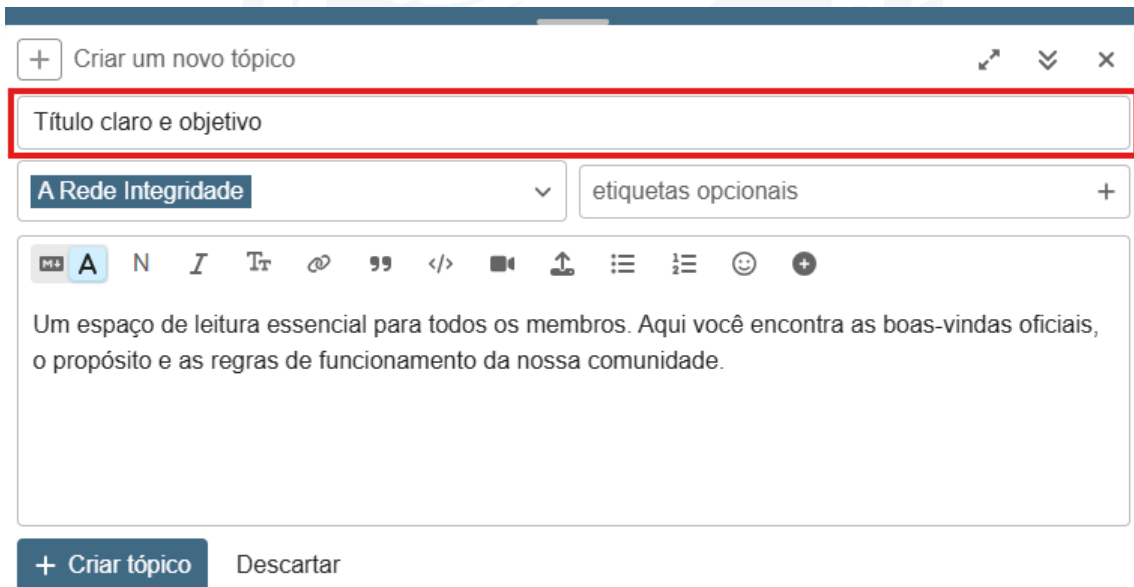 Criar um novo tópico
Título claro e objetivo
A Rede Integridade
etiquetas opcionais
M↓ A N I Tт
Um espaço de leitura essencial para todos os membros. Aqui você encontra as boas-vindas oficiais,
o propósito e as regras de funcionamento da nossa comunidade.
+ Criar tópico
Descartar